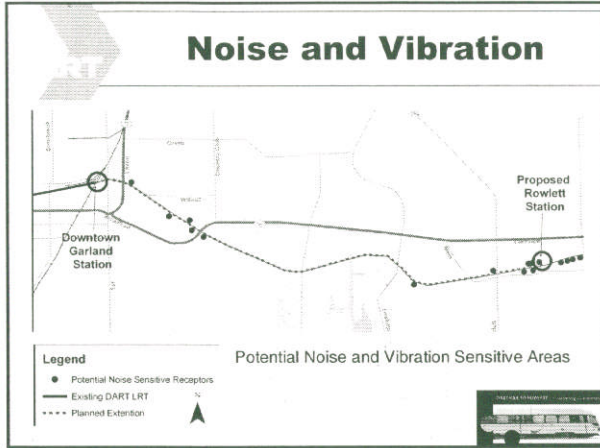 Noise and Vibration
Proposed
Rowlett
Station
Downtown
Garland
Station
Legend
Potential Noise and Vibration Sensitive Areas
Potential Noise Sensitive Receptors
Existing DART LRT
N
Planned Extention